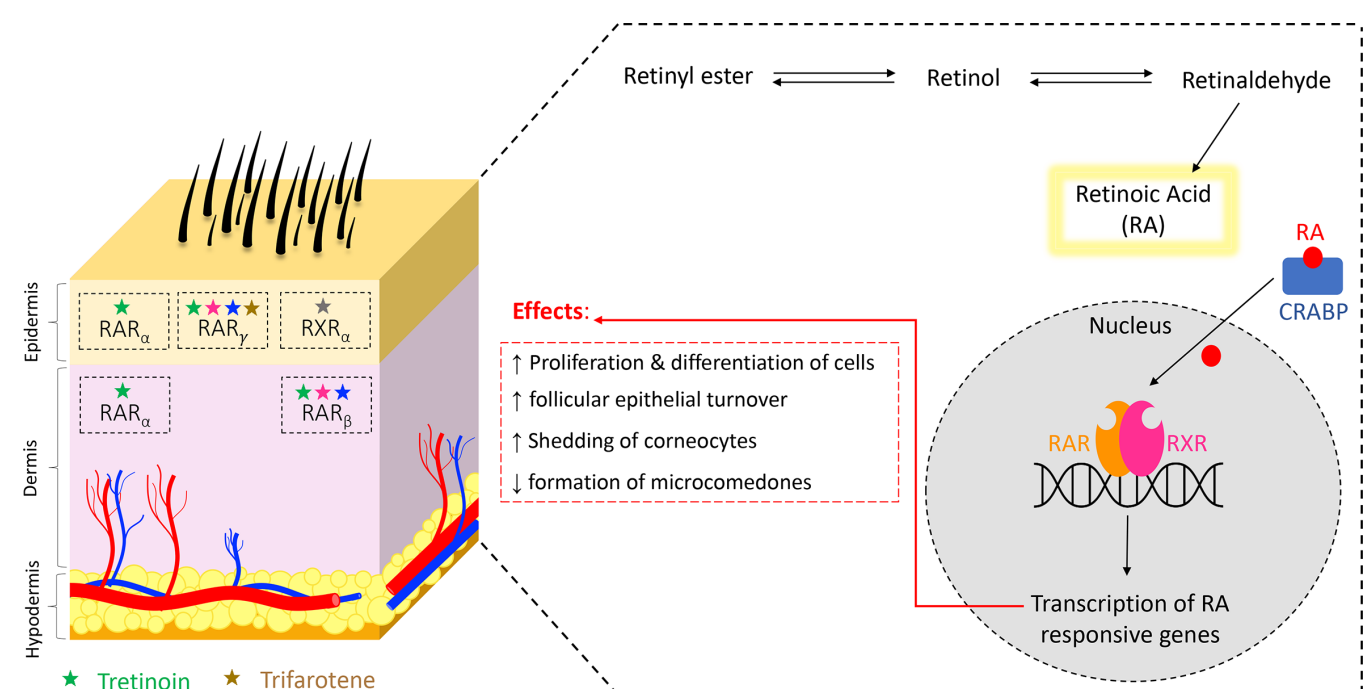 Retinyl ester
Retinol
Retinaldehyde
Retinoic Acid
(RA)
RA
CRABP
Nucleus
RAR
RXR
Transcription of RA
responsive genes
Effects:
↑ Proliferation & differentiation of cells
↑ follicular epithelial turnover
↑ Shedding of corneocytes
↓ formation of microcomedones
Epidermis
RARα
RARγ
RXRα
Dermis
RARα
RARβ
Hypodermis
Tretinoin
Trifarotene